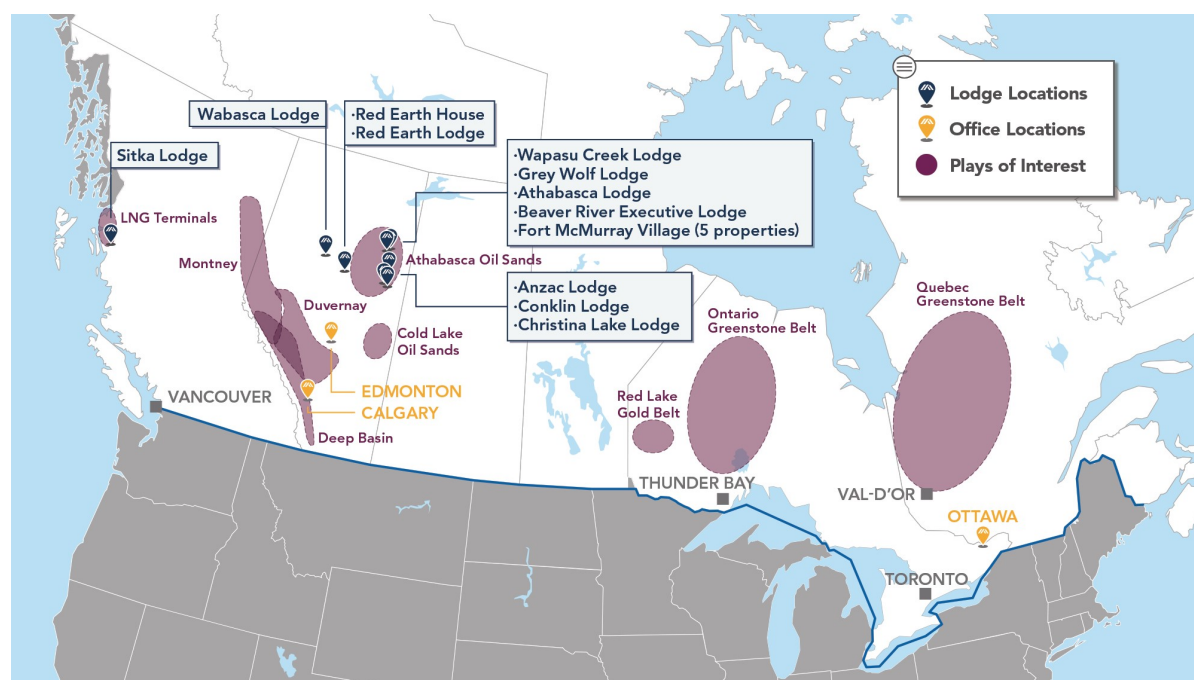 Lodge Locations
Office Locations
Plays of Interest
Wabasca Lodge
·Red Earth House
·Red Earth Lodge
Sitka Lodge
·Wapasu Creek Lodge
·Grey Wolf Lodge
·Athabasca Lodge
·Beaver River Executive Lodge
·Fort McMurray Village (5 properties)
LNG Terminals
Montney
Athabasca Oil Sands
·Anzac Lodge
·Conklin Lodge
·Christina Lake Lodge
Duvernay
Cold Lake
Oil Sands
Ontario
Greenstone Belt
Quebec
Greenstone Belt
EDMONTON
CALGARY
VANCOUVER
Deep Basin
Red Lake
Gold Belt
THUNDER BAY
VAL-D'OR
OTTAWA
TORONTO